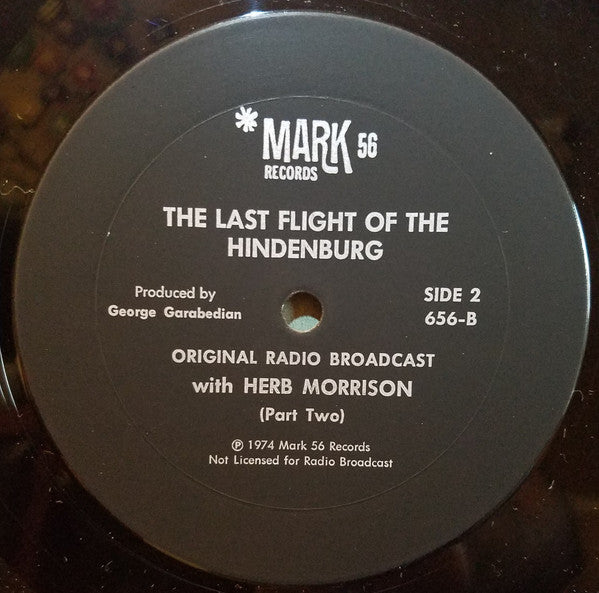 *MARK 56
RECORDS
THE LAST FLIGHT OF THE
HINDENBURG
Produced by
George Garabedian
SIDE 2
656-B
ORIGINAL RADIO BROADCAST
with HERB MORRISON
(Part Two)
℗ 1974 Mark 56 Records
Not Licensed for Radio Broadcast